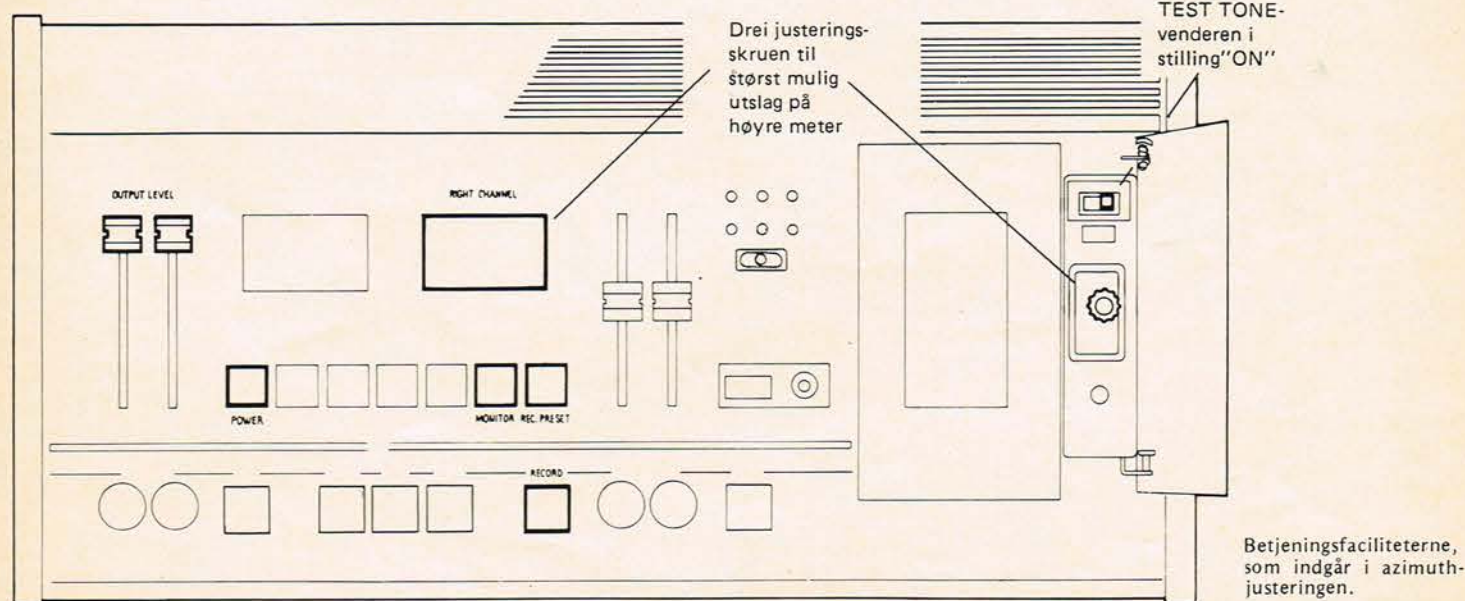 TEST TONE-
venderen i
stilling"ON"
Drei justerings-
skruen til
størst mulig
utslag på
høyre meter
OUTPUT LEVEL
RIGHT CHANNEL
POWER
MONITOR REC. PRESET
RECORD
Betjeningsfaciliteterne,
som indgår i azimuth-
justeringen.